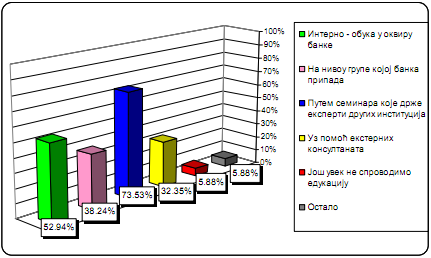 100%
90%
80%
70%
60%
50%
40%
30%
20%
10%
0%
52.94%
38.24%
73.53%
32.35%
5.88%
5.88%
Интерно - обука у оквиру
банке
На нивоу групе којој банка
припада
Путем семинара које држе
експерти других институција
Уз помоћ екстерних
консултаната
Још увек не спроводимо
едукацију
Остало